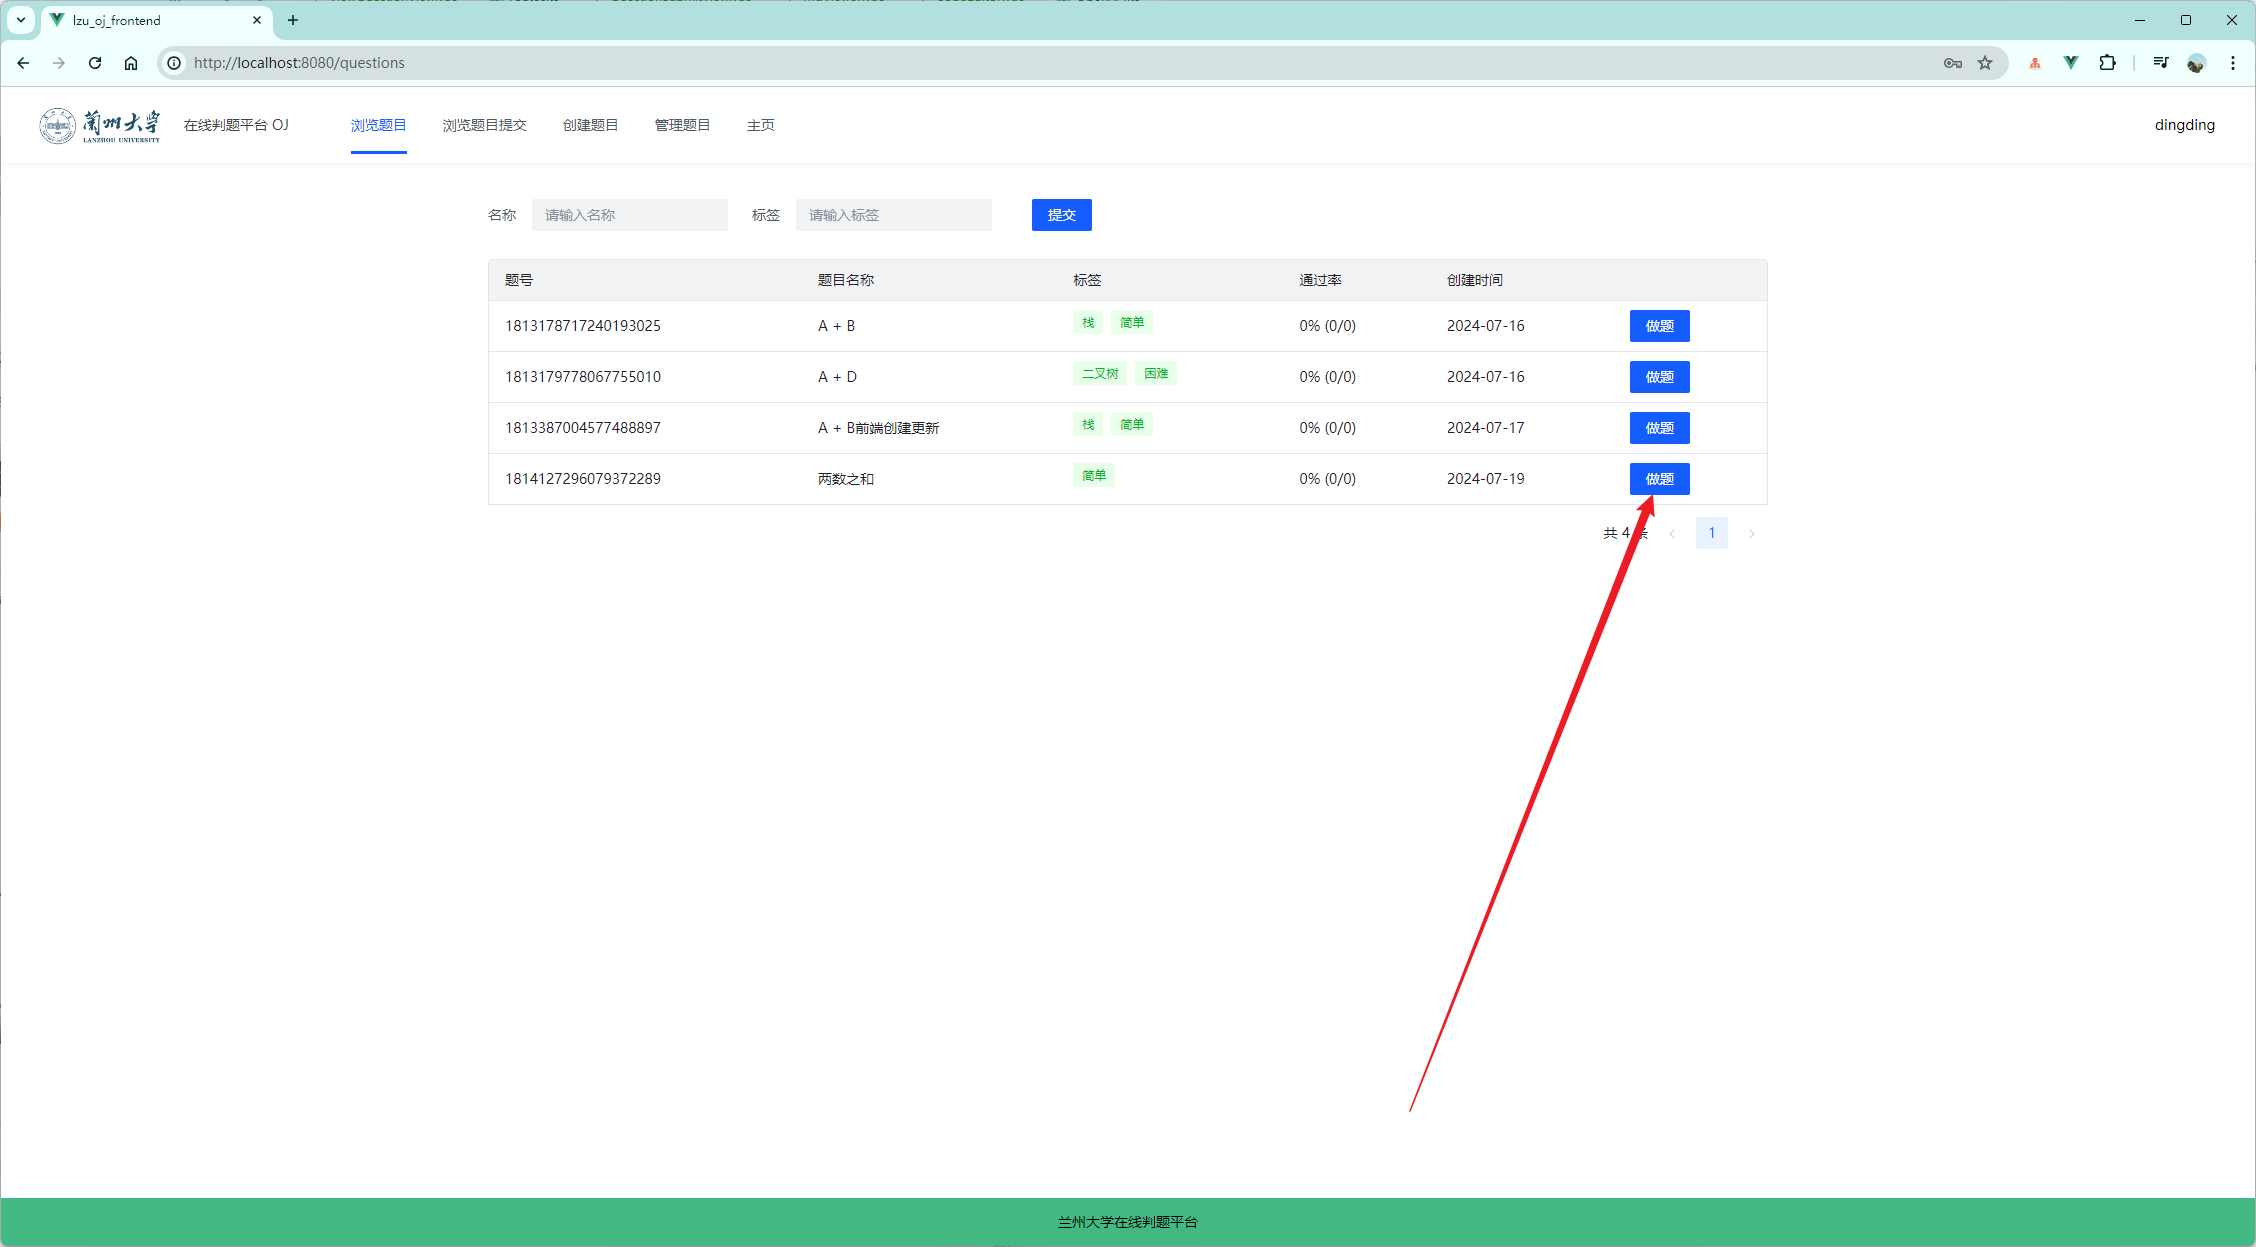 lzu_oj_frontend
http://localhost:8080/questions
兰州大学 LANZHOU UNIVERSITY 在线判题平台 OJ 浏览题目 浏览题目提交 创建题目 管理题目 主页 dingding
名称 请输入名称 标签 请输入标签 提交
题号 题目名称 标签 通过率 创建时间
1813178717240193025 A + B 栈 简单 0% (0/0) 2024-07-16 做题
1813179778067755010 A + D 二叉树 困难 0% (0/0) 2024-07-16 做题
1813387004577488897 A + B前端创建更新 栈 简单 0% (0/0) 2024-07-17 做题
1814127296079372289 两数之和 简单 0% (0/0) 2024-07-19 做题
共 4 条 1
兰州大学在线判题平台